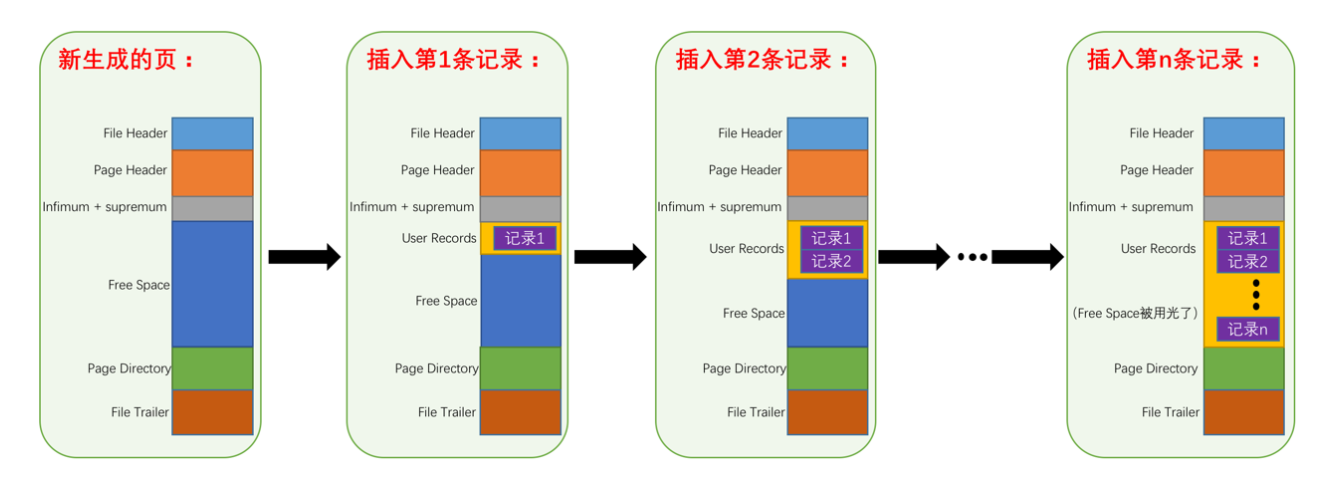 新生成的页：
File Header
Page Header
Infimum + supremum
Free Space
Page Directory
File Trailer
插入第1条记录：
File Header
Page Header
Infimum + supremum
User Records
记录1
Free Space
Page Directory
File Trailer
插入第2条记录：
File Header
Page Header
Infimum + supremum
User Records
记录1
记录2
Free Space
Page Directory
File Trailer
插入第n条记录：
File Header
Page Header
Infimum + supremum
User Records
记录1
记录2
（Free Space被用光了）
记录n
Page Directory
File Trailer